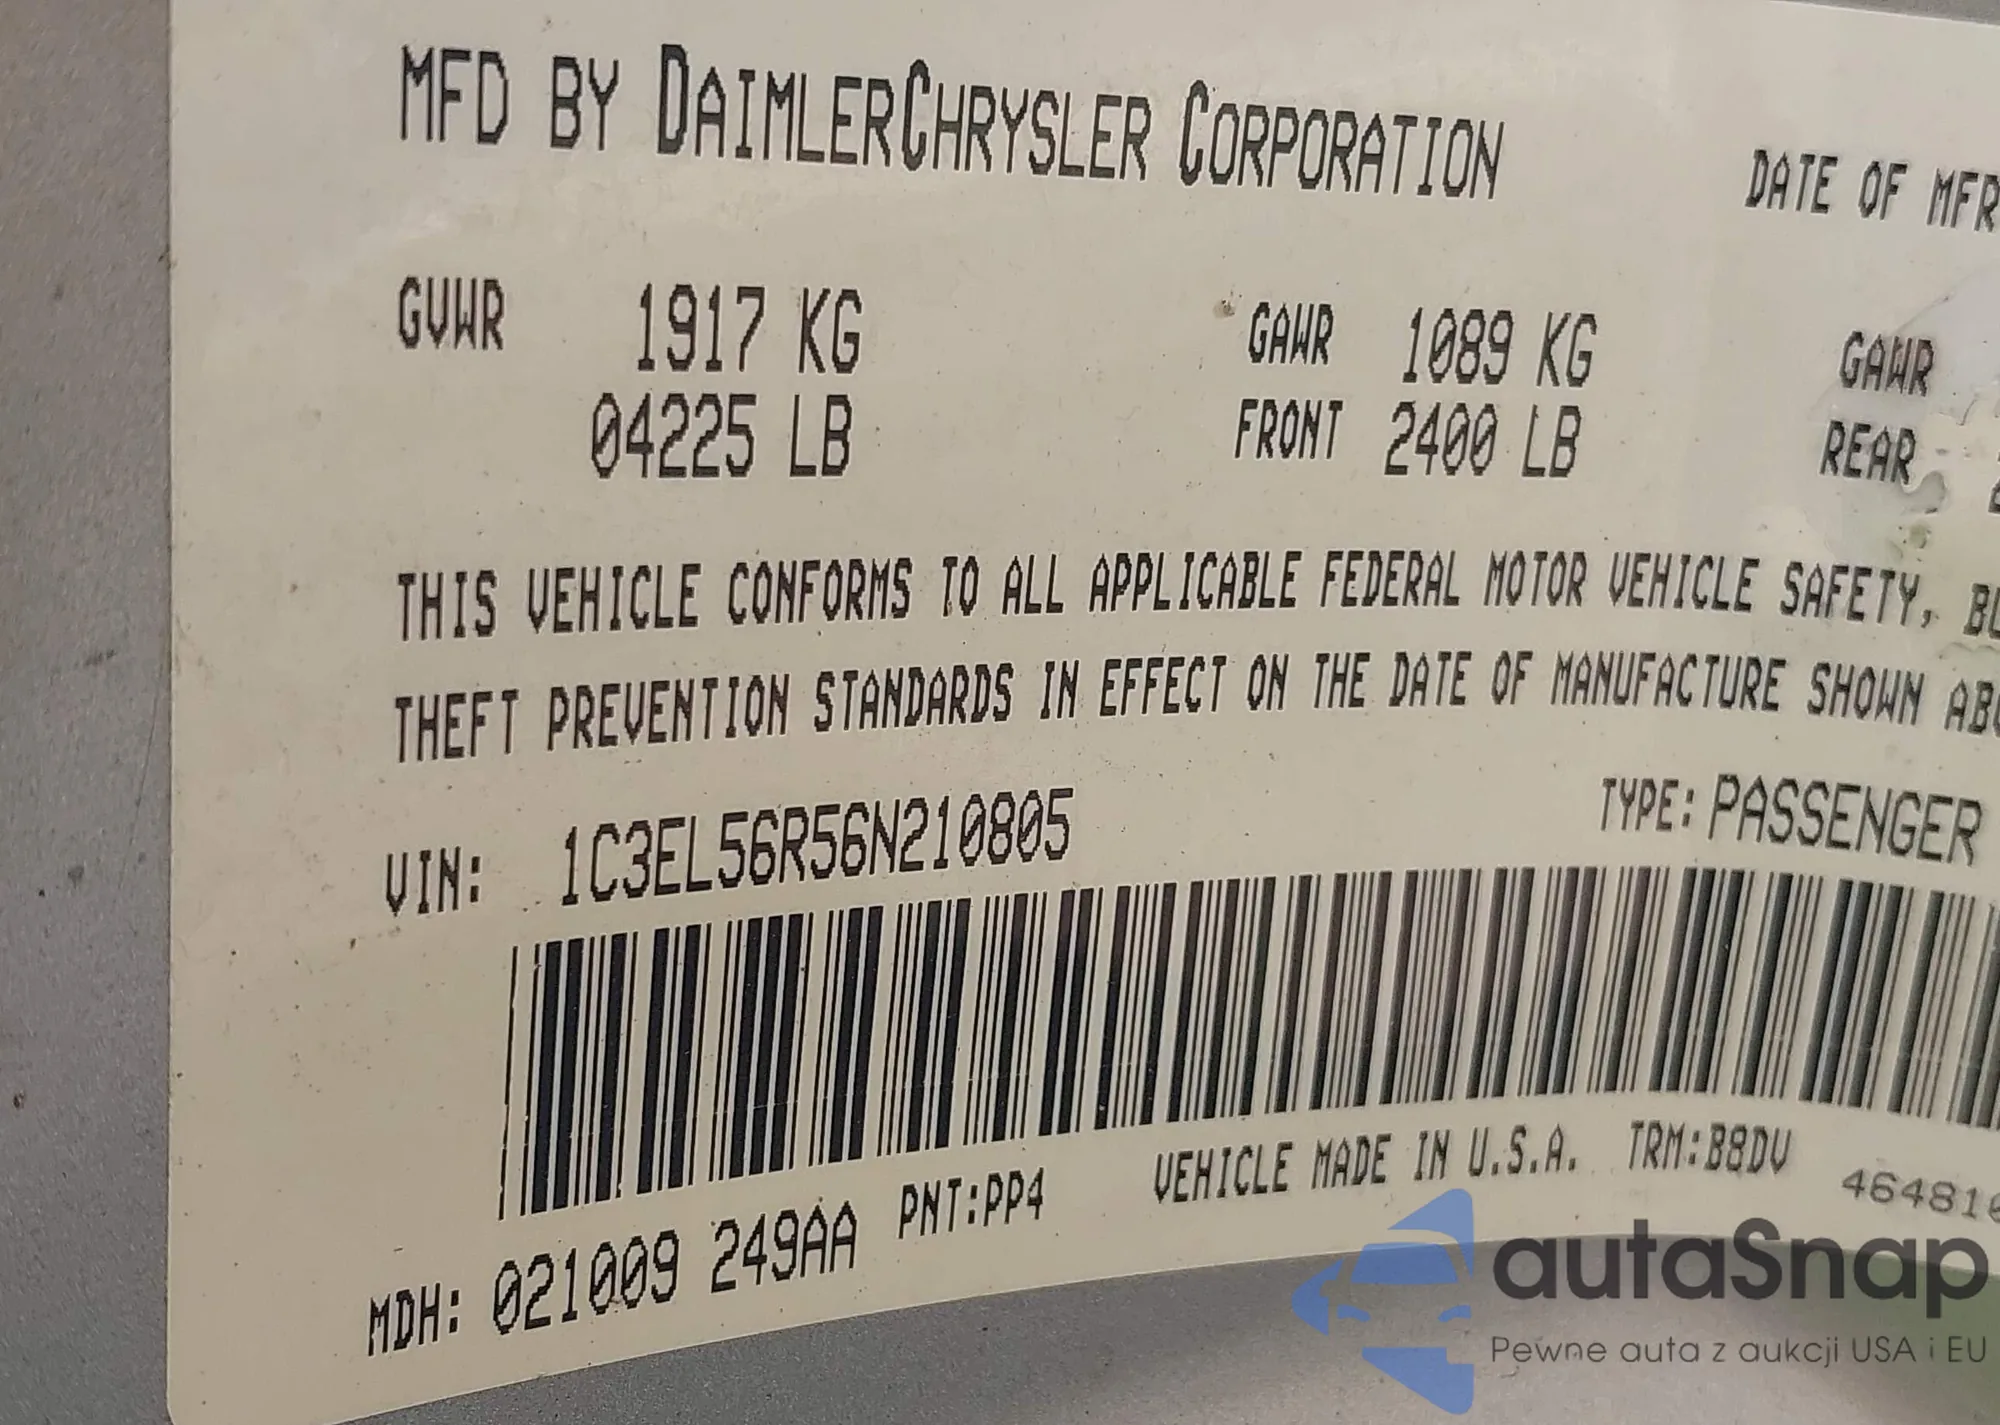 MFD BY DAIMLERCHRYSLER CORPORATION DATE OF MFR
GVWR 1917 KG GAWR 1089 KG GAWR
04225 LB FRONT 2400 LB REAR
THIS VEHICLE CONFORMS TO ALL APPLICABLE FEDERAL MOTOR VEHICLE SAFETY,
THEFT PREVENTION STANDARDS IN EFFECT ON THE DATE OF MANUFACTURE SHOWN
VIN: 1C3EL56R56N210805 TYPE: PASSENGER
MDH: 021009 249AA PNT:PP4 VEHICLE MADE IN U.S.A. TRM:B8DV
autaSnap
Pewne auta z aukcji USA i EU